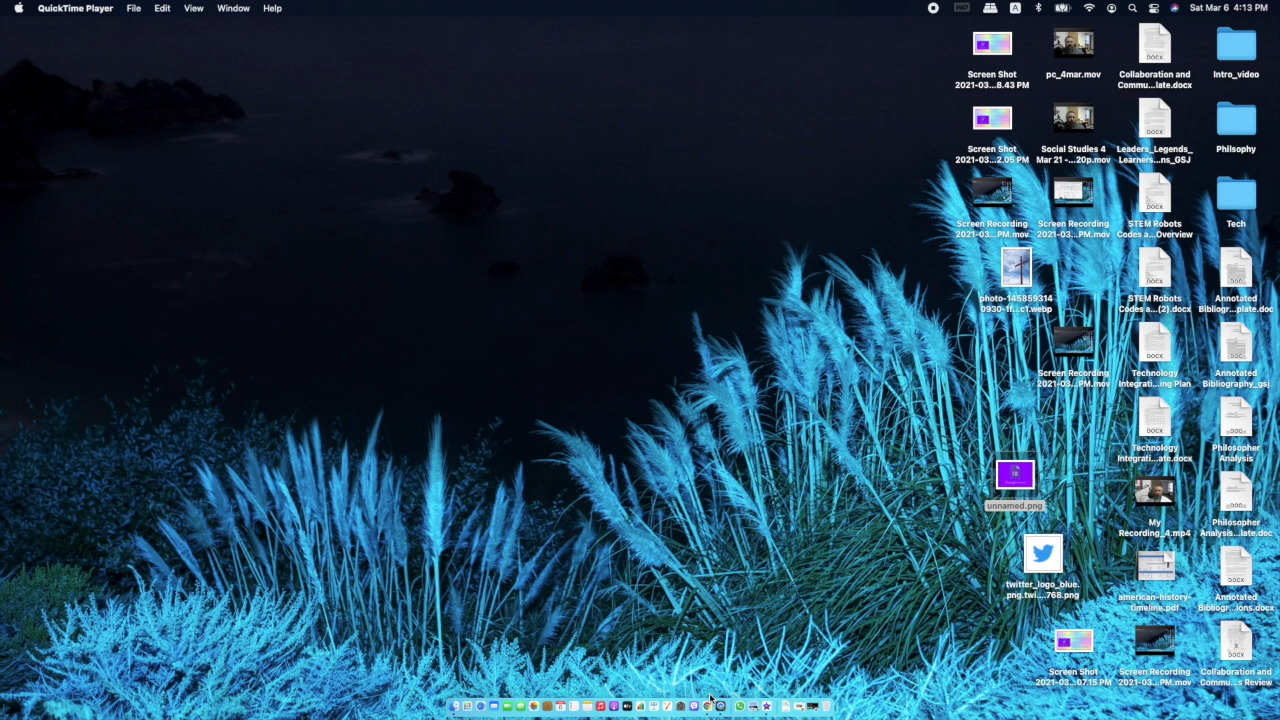 QuickTime Player File Edit View Window Help
Sat Mar 6 4:13 PM
Screen Shot
2021-03...8.43 PM
pc_4mar.mov
Collaboration and
Commu...late.docx
Intro_video
Screen Shot
2021-03...2.05 PM
Social Studies 4
Mar 21 -...20p.mov
Leaders_Legends_
Learners...ns_GSJ
Philsophy
Screen Recording
2021-03...PM.mov
Screen Recording
2021-03...PM.mov
STEM Robots
Codes a...Overview
Tech
photo-145859314
0930-1f...c1.webp
STEM Robots
Codes a...(2).docx
Annotated
Bibliogr...plate.doc
Screen Recording
2021-03...PM.mov
Technology
Integrati...ing Plan
Annotated
Bibliography_gsj
Technology
Integrati...ate.docx
Philosopher
Analysis
unnamed.png
My
Recording_4.mp4
Philosopher
Analysis...late.doc
twitter_logo_blue.
png.twi....768.png
american-history-
timeline.pdf
Annotated
Bibliogr...ions.docx
Screen Shot
2021-03...07.15 PM
Screen Recording
2021-03...PM.mov
Collaboration and
Commu...s Review